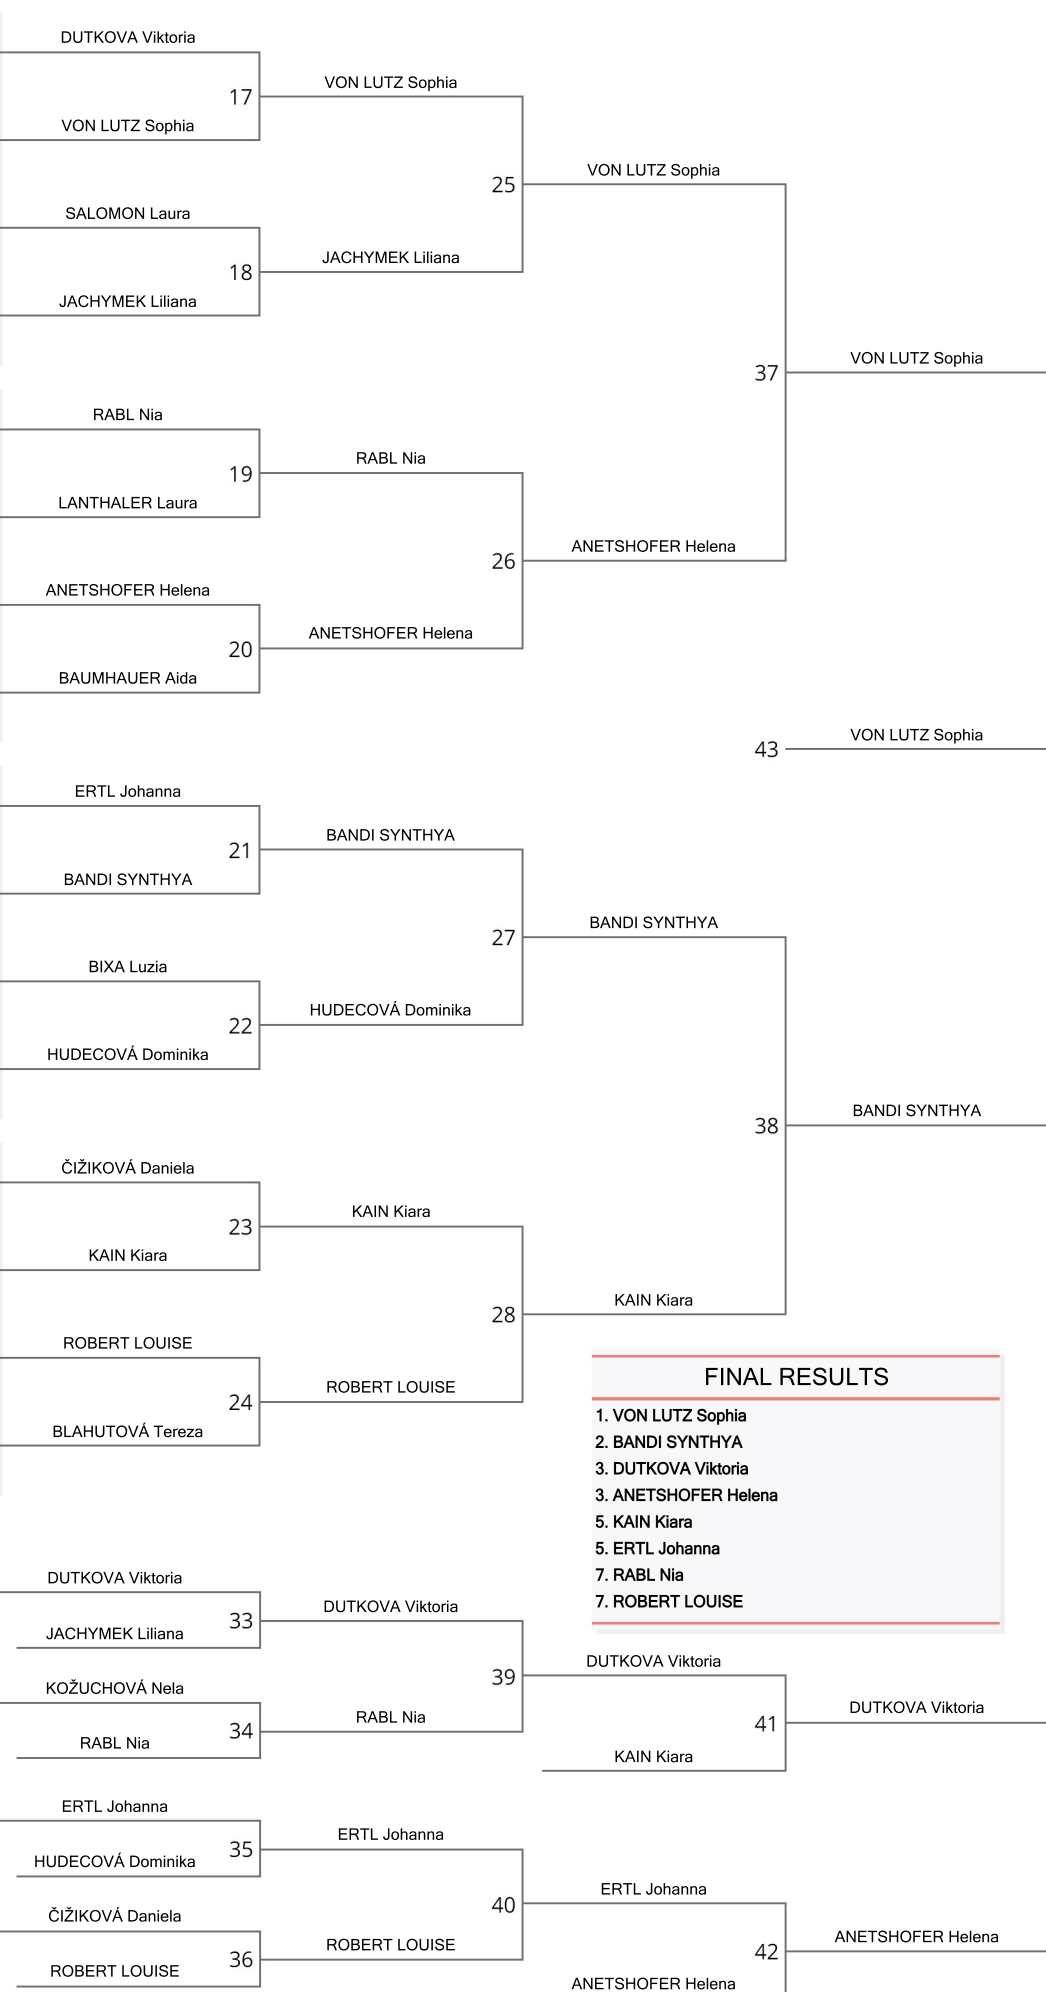 DUTKOVA Viktoria
17
VON LUTZ Sophia
VON LUTZ Sophia
25
VON LUTZ Sophia
SALOMON Laura
18
JACHYMEK Liliana
JACHYMEK Liliana
37
VON LUTZ Sophia
RABL Nia
19
RABL Nia
LANTHALER Laura
26
ANETSHOFER Helena
ANETSHOFER Helena
20
ANETSHOFER Helena
BAUMHAUER Aida
43
VON LUTZ Sophia
ERTL Johanna
21
BANDI SYNTHYA
BANDI SYNTHYA
27
BANDI SYNTHYA
BIXA Luzia
22
HUDECOVÁ Dominika
HUDECOVÁ Dominika
38
BANDI SYNTHYA
ČIŽIKOVÁ Daniela
23
KAIN Kiara
KAIN Kiara
28
KAIN Kiara
ROBERT LOUISE
24
ROBERT LOUISE
BLAHUTOVÁ Tereza
FINAL RESULTS
1. VON LUTZ Sophia
2. BANDI SYNTHYA
3. DUTKOVA Viktoria
3. ANETSHOFER Helena
5. KAIN Kiara
5. ERTL Johanna
7. RABL Nia
7. ROBERT LOUISE
DUTKOVA Viktoria
33
DUTKOVA Viktoria
JACHYMEK Liliana
39
DUTKOVA Viktoria
KOŽUCHOVÁ Nela
34
RABL Nia
RABL Nia
41
DUTKOVA Viktoria
KAIN Kiara
ERTL Johanna
35
ERTL Johanna
HUDECOVÁ Dominika
40
ERTL Johanna
ČIŽIKOVÁ Daniela
36
ROBERT LOUISE
ROBERT LOUISE
42
ANETSHOFER Helena
ANETSHOFER Helena